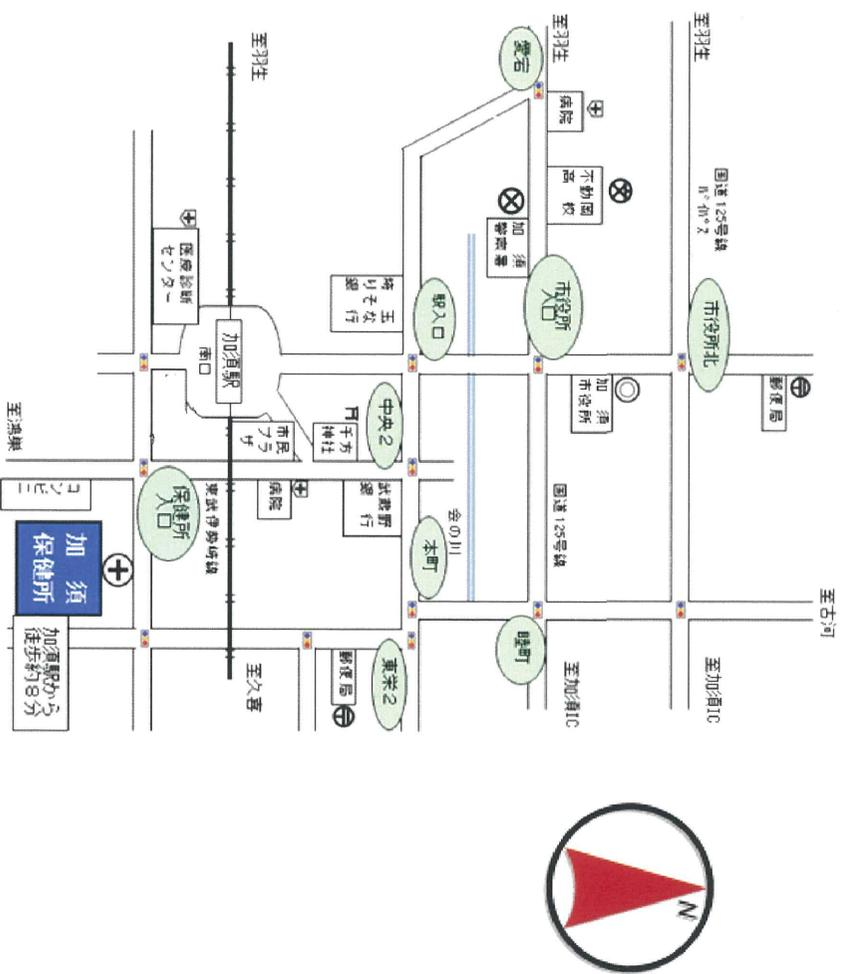 至羽生
至羽生
至羽生
愛宕
病院
不動岡
高校
国道125号線
バイパス
加須
警察署
医療診断
センター
埼玉
りそな
銀行
駅入口
市役所
入口
市役所北
加須駅
南口
加須
市役所
郵便局
中央2
千方
神社
市民
プラ
ザ
至鴻巣
コンビニ
保健所
入口
東武伊勢崎線
病院
武蔵野
銀行
本町
会の川
国道125号線
加須
保健所
加須駅から
徒歩約8分
至久喜
郵便局
東栄2
睦町
至古河
至加須IC
至加須IC
N